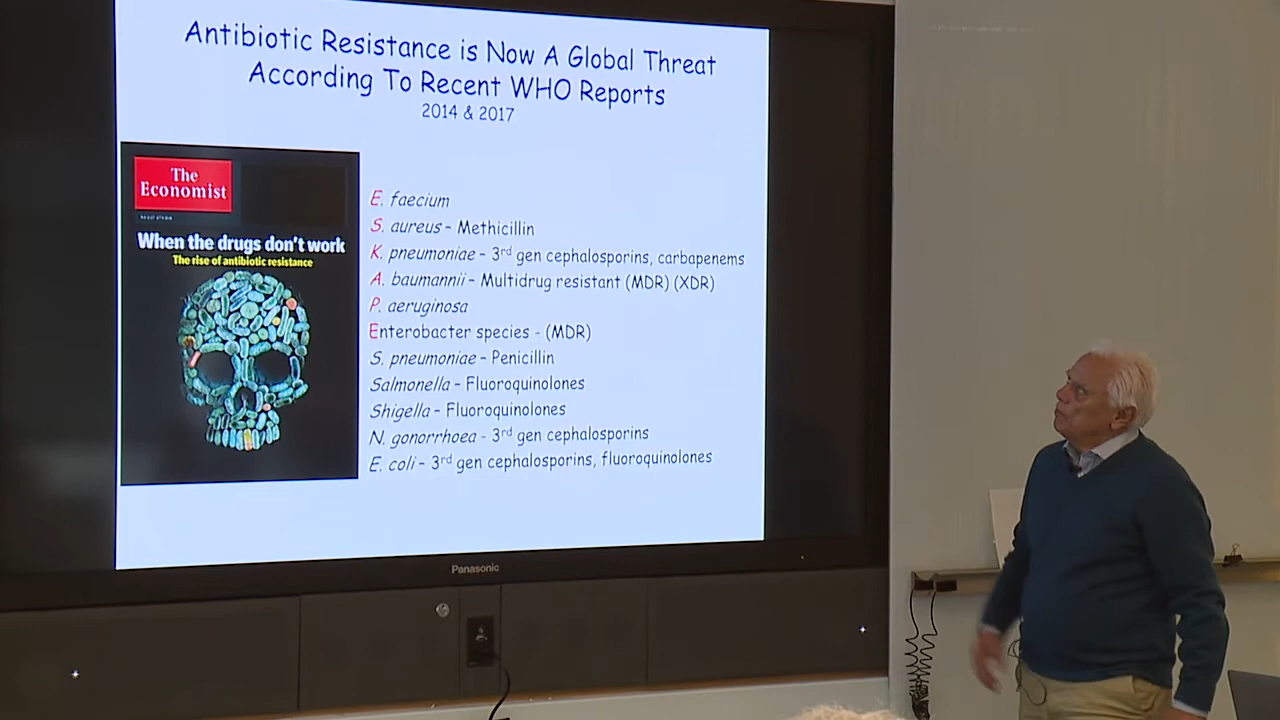 Antibiotic Resistance is Now A Global Threat
According To Recent WHO Reports
2014 & 2017
The
Economist
When the drugs don't work
The rise of antibiotic resistance
E. faecium
S. aureus - Methicillin
K. pneumoniae - 3rd gen cephalosporins, carbapenems
A. baumannii - Multidrug resistant (MDR) (XDR)
P. aeruginosa
Enterobacter species - (MDR)
S. pneumoniae - Penicillin
Salmonella - Fluoroquinolones
Shigella - Fluoroquinolones
N. gonorrhoea - 3rd gen cephalosporins
E. coli - 3rd gen cephalosporins, fluoroquinolones
Panasonic